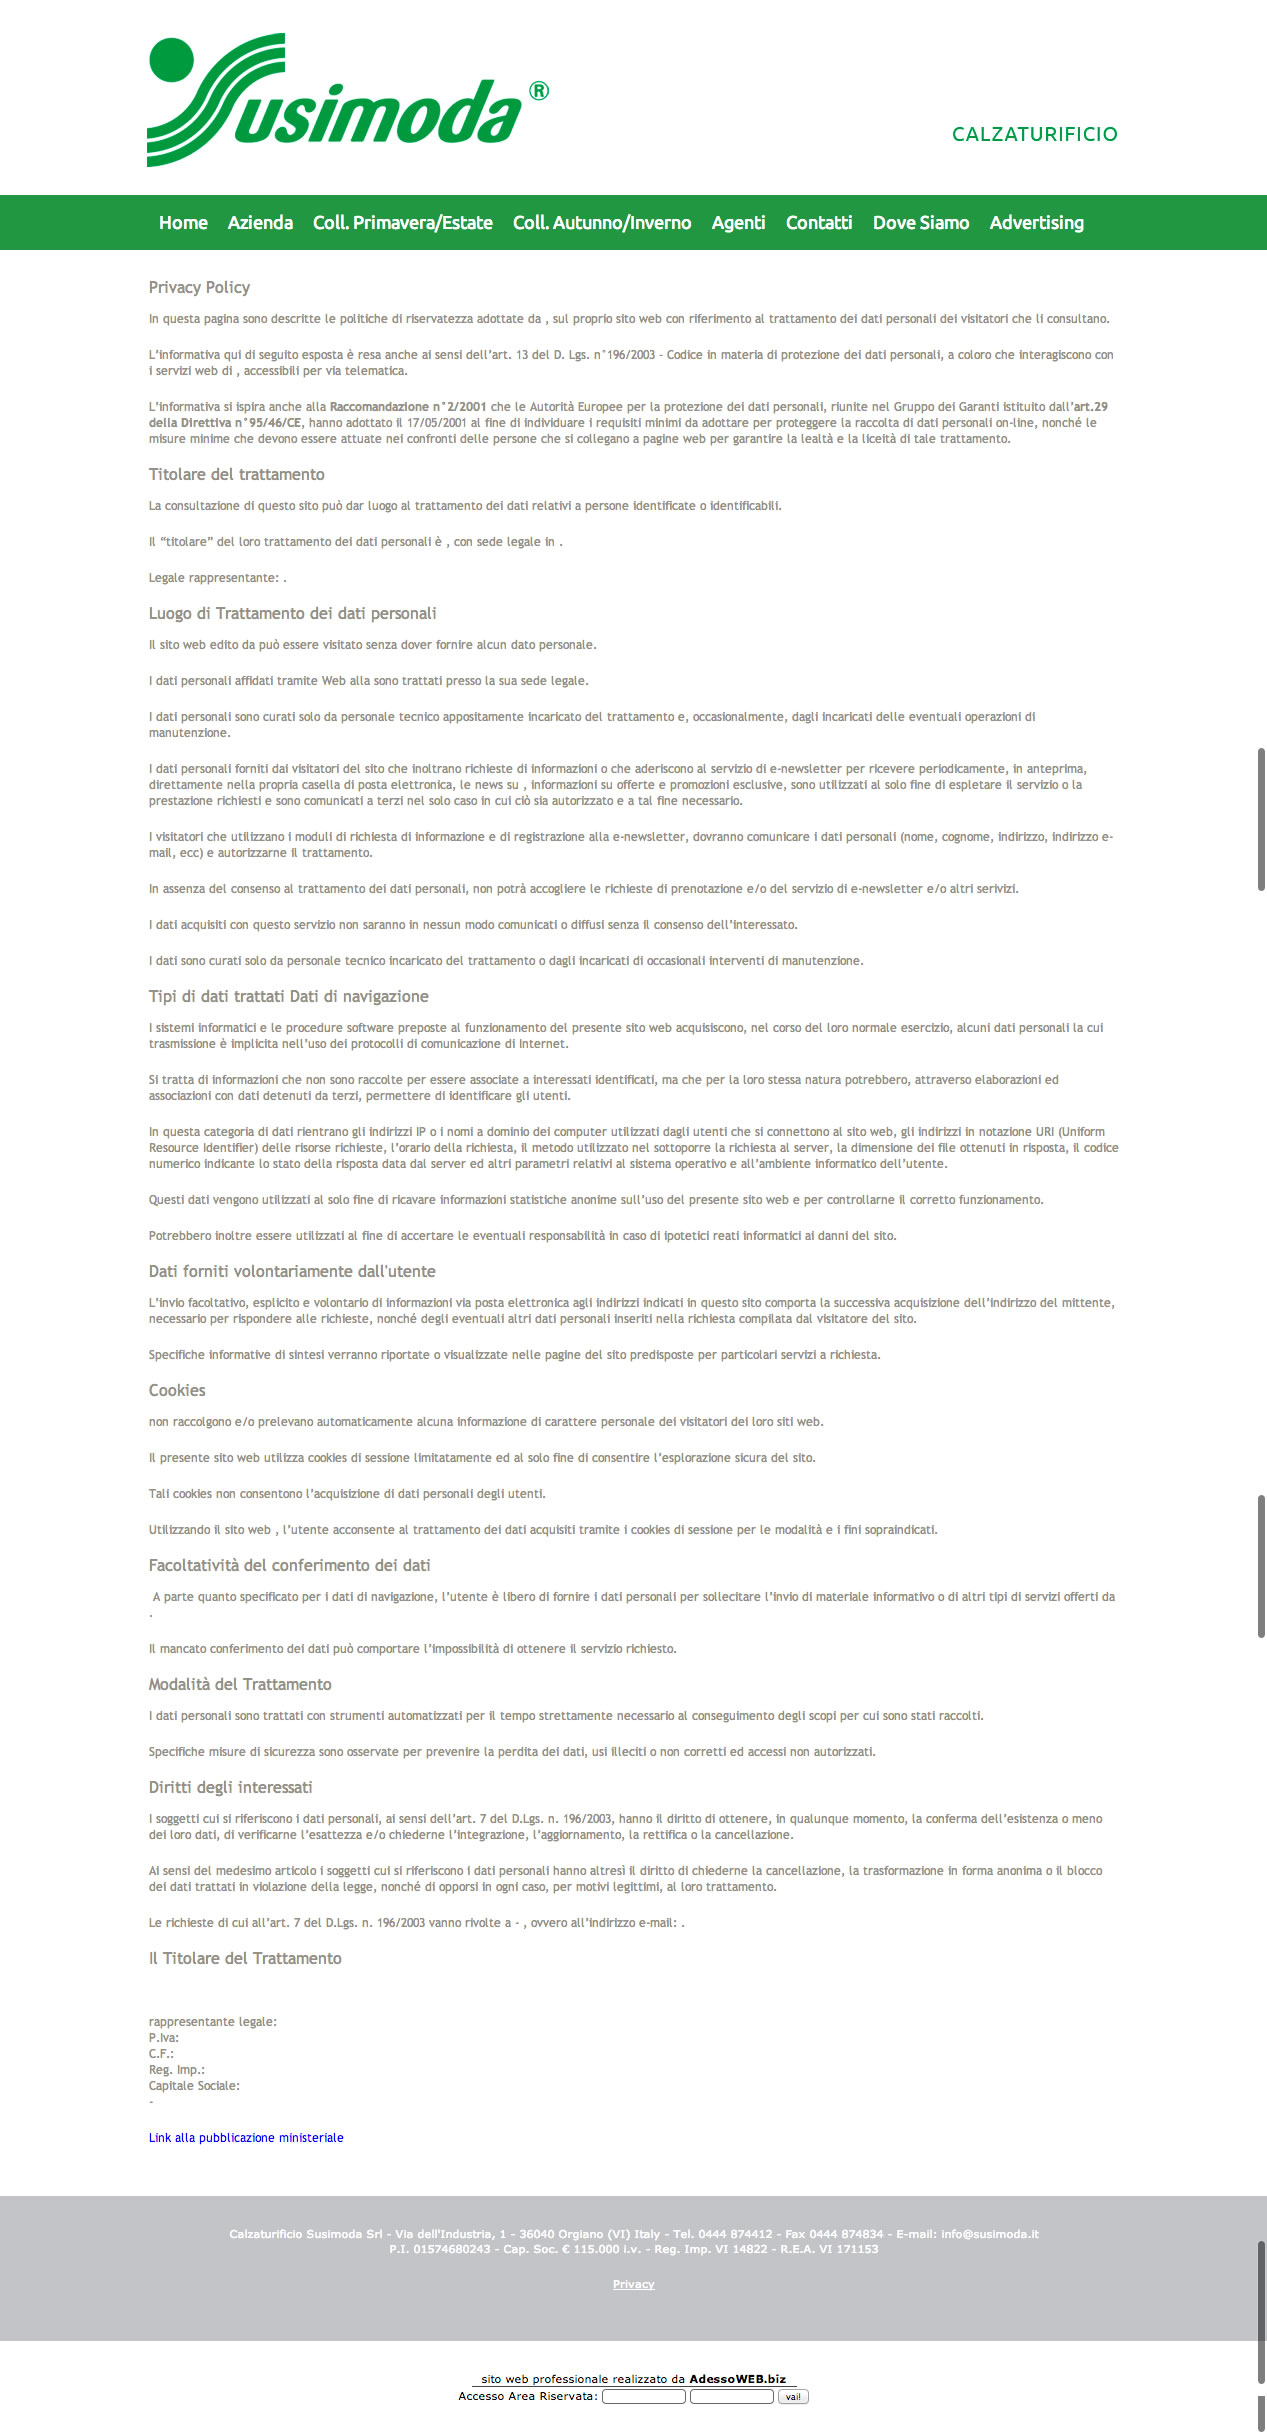 Susimoda ®
CALZATURIFICIO
Home Azienda Coll. Primavera/Estate Coll. Autunno/Inverno Agenti Contatti Dove Siamo Advertising
Privacy Policy
In questa pagina sono descritte le politiche di riservatezza adottate da , sul proprio sito web con riferimento al trattamento dei dati personali dei visitatori che li consultano.
L'informativa qui di seguito esposta è resa anche ai sensi dell'art. 13 del D. Lgs. n°196/2003 - Codice in materia di protezione dei dati personali, a coloro che interagiscono con
i servizi web di , accessibili per via telematica.
L'informativa si ispira anche alla Raccomandazione n°2/2001 che le Autorità Europee per la protezione dei dati personali, riunite nel Gruppo dei Garanti istituito dall'art.29
della Direttiva n°95/46/CE, hanno adottato il 17/05/2001 al fine di individuare i requisiti minimi da adottare per proteggere la raccolta di dati personali on-line, nonché le
misure minime che devono essere attuate nei confronti delle persone che si collegano a pagine web per garantire la lealtà e la liceità di tale trattamento.
Titolare del trattamento
La consultazione di questo sito può dar luogo al trattamento dei dati relativi a persone identificate o identificabili.
Il “titolare” del loro trattamento dei dati personali è , con sede legale in .
Legale rappresentante: .
Luogo di Trattamento dei dati personali
Il sito web edito da può essere visitato senza dover fornire alcun dato personale.
I dati personali affidati tramite Web alla sono trattati presso la sua sede legale.
I dati personali sono curati solo da personale tecnico appositamente incaricato del trattamento e, occasionalmente, dagli incaricati delle eventuali operazioni di
manutenzione.
I dati personali forniti dai visitatori del sito che inoltrano richieste di informazioni o che aderiscono al servizio di e-newsletter per ricevere periodicamente, in anteprima,
direttamente nella propria casella di posta elettronica, le news su , informazioni su offerte e promozioni esclusive, sono utilizzati al solo fine di espletare il servizio o la
prestazione richiesti e sono comunicati a terzi nel solo caso in cui ciò sia autorizzato e a tal fine necessario.
I visitatori che utilizzano i moduli di richiesta di informazione e di registrazione alla e-newsletter, dovranno comunicare i dati personali (nome, cognome, indirizzo, indirizzo e-
mail, ecc) e autorizzarne il trattamento.
In assenza del consenso al trattamento dei dati personali, non potrà accogliere le richieste di prenotazione e/o del servizio di e-newsletter e/o altri serivizi.
I dati acquisiti con questo servizio non saranno in nessun modo comunicati o diffusi senza il consenso dell'interessato.
I dati sono curati solo da personale tecnico incaricato del trattamento o dagli incaricati di occasionali interventi di manutenzione.
Tipi di dati trattati Dati di navigazione
I sistemi informatici e le procedure software preposte al funzionamento del presente sito web acquisiscono, nel corso del loro normale esercizio, alcuni dati personali la cui
trasmissione è implicita nell'uso dei protocolli di comunicazione di Internet.
Si tratta di informazioni che non sono raccolte per essere associate a interessati identificati, ma che per la loro stessa natura potrebbero, attraverso elaborazioni ed
associazioni con dati detenuti da terzi, permettere di identificare gli utenti.
In questa categoria di dati rientrano gli indirizzi IP o i nomi a dominio dei computer utilizzati dagli utenti che si connettono al sito web, gli indirizzi in notazione URI (Uniform
Resource Identifier) delle risorse richieste, l'orario della richiesta, il metodo utilizzato nel sottoporre la richiesta al server, la dimensione dei file ottenuti in risposta, il codice
numerico indicante lo stato della risposta data dal server ed altri parametri relativi al sistema operativo e all'ambiente informatico dell'utente.
Questi dati vengono utilizzati al solo fine di ricavare informazioni statistiche anonime sull'uso del presente sito web e per controllarne il corretto funzionamento.
Potrebbero inoltre essere utilizzati al fine di accertare le eventuali responsabilità in caso di ipotetici reati informatici ai danni del sito.
Dati forniti volontariamente dall'utente
L'invio facoltativo, esplicito e volontario di informazioni via posta elettronica agli indirizzi indicati in questo sito comporta la successiva acquisizione dell'indirizzo del mittente,
necessario per rispondere alle richieste, nonché degli eventuali altri dati personali inseriti nella richiesta compilata dal visitatore del sito.
Specifiche informative di sintesi verranno riportate o visualizzate nelle pagine del sito predisposte per particolari servizi a richiesta.
Cookies
non raccolgono e/o prelevano automaticamente alcuna informazione di carattere personale dei visitatori dei loro siti web.
Il presente sito web utilizza cookies di sessione limitatamente ed al solo fine di consentire l'esplorazione sicura del sito.
Tali cookies non consentono l'acquisizione di dati personali degli utenti.
Utilizzando il sito web , l'utente acconsente al trattamento dei dati acquisiti tramite i cookies di sessione per le modalità e i fini sopraindicati.
Facoltatività del conferimento dei dati
A parte quanto specificato per i dati di navigazione, l'utente è libero di fornire i dati personali per sollecitare l'invio di materiale informativo o di altri tipi di servizi offerti da
.
Il mancato conferimento dei dati può comportare l'impossibilità di ottenere il servizio richiesto.
Modalità del Trattamento
I dati personali sono trattati con strumenti automatizzati per il tempo strettamente necessario al conseguimento degli scopi per cui sono stati raccolti.
Specifiche misure di sicurezza sono osservate per prevenire la perdita dei dati, usi illeciti o non corretti ed accessi non autorizzati.
Diritti degli interessati
I soggetti cui si riferiscono i dati personali, ai sensi dell'art. 7 del D.Lgs. n. 196/2003, hanno il diritto di ottenere, in qualunque momento, la conferma dell'esistenza o meno
dei loro dati, di verificarne l'esattezza e/o chiederne l'integrazione, l'aggiornamento, la rettifica o la cancellazione.
Ai sensi del medesimo articolo i soggetti cui si riferiscono i dati personali hanno altresì il diritto di chiederne la cancellazione, la trasformazione in forma anonima o il blocco
dei dati trattati in violazione della legge, nonché di opporsi in ogni caso, per motivi legittimi, al loro trattamento.
Le richieste di cui all'art. 7 del D.Lgs. n. 196/2003 vanno rivolte a - , ovvero all'indirizzo e-mail: .
Il Titolare del Trattamento
rappresentante legale:
P.Iva:
C.F.:
Reg. Imp.:
Capitale Sociale:
-
Link alla pubblicazione ministeriale
Calzaturificio Susimoda Srl - Via dell'Industria, 1 - 36040 Orgiano (VI) Italy - Tel. 0444 874412 - Fax 0444 874834 - E-mail: info@susimoda.it
P.I. 01574680243 - Cap. Soc. € 115.000 i.v. - Reg. Imp. VI 14822 - R.E.A. VI 171153
Privacy
sito web professionale realizzato da AdessoWEB.biz
Accesso Area Riservata: vai!